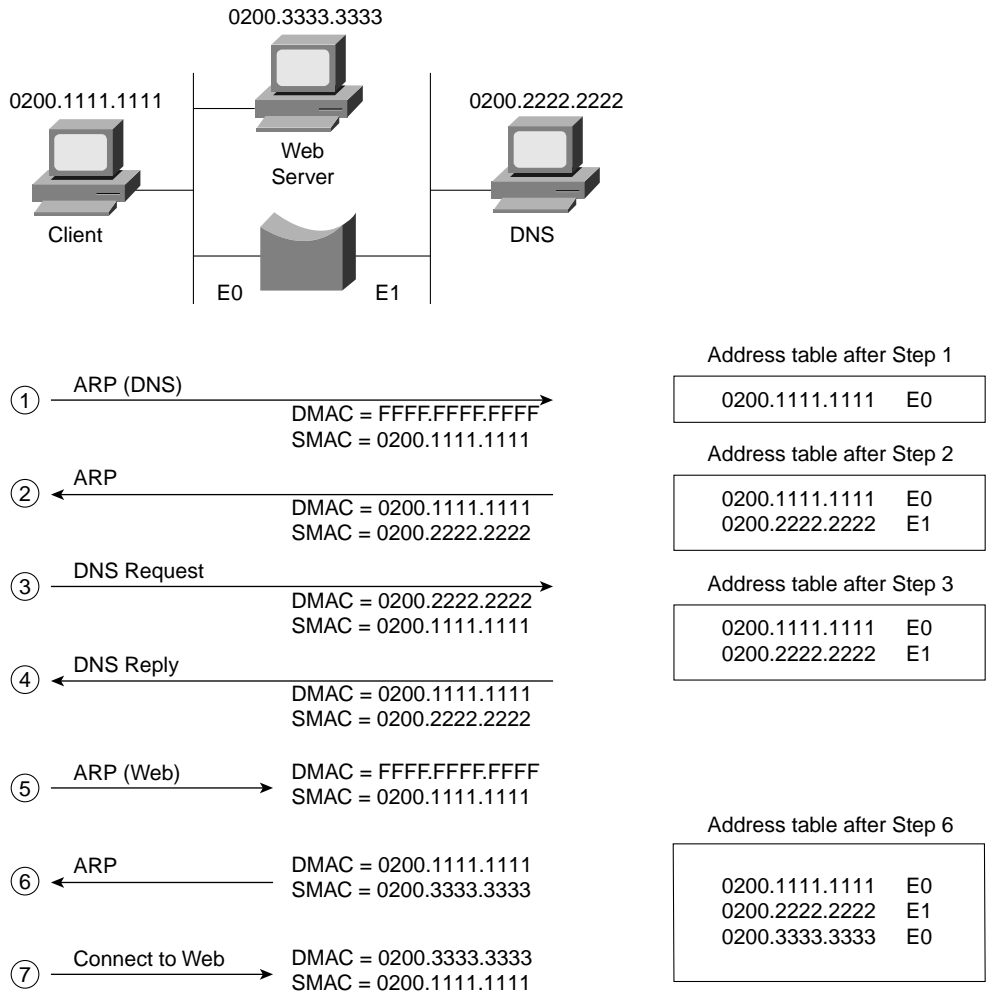 0200.3333.3333
0200.1111.1111
0200.2222.2222
Web
Server
Client
DNS
E0 E1
Address table after Step 1
1 ARP (DNS)
DMAC = FFFF.FFFF.FFFF
SMAC = 0200.1111.1111
0200.1111.1111 E0
Address table after Step 2
2 ARP
DMAC = 0200.1111.1111
SMAC = 0200.2222.2222
0200.1111.1111 E0
0200.2222.2222 E1
3 DNS Request
DMAC = 0200.2222.2222
SMAC = 0200.1111.1111
Address table after Step 3
0200.1111.1111 E0
0200.2222.2222 E1
4 DNS Reply
DMAC = 0200.1111.1111
SMAC = 0200.2222.2222
5 ARP (Web)
DMAC = FFFF.FFFF.FFFF
SMAC = 0200.1111.1111
Address table after Step 6
6 ARP
DMAC = 0200.1111.1111
SMAC = 0200.3333.3333
0200.1111.1111 E0
0200.2222.2222 E1
0200.3333.3333 E0
7 Connect to Web
DMAC = 0200.3333.3333
SMAC = 0200.1111.1111